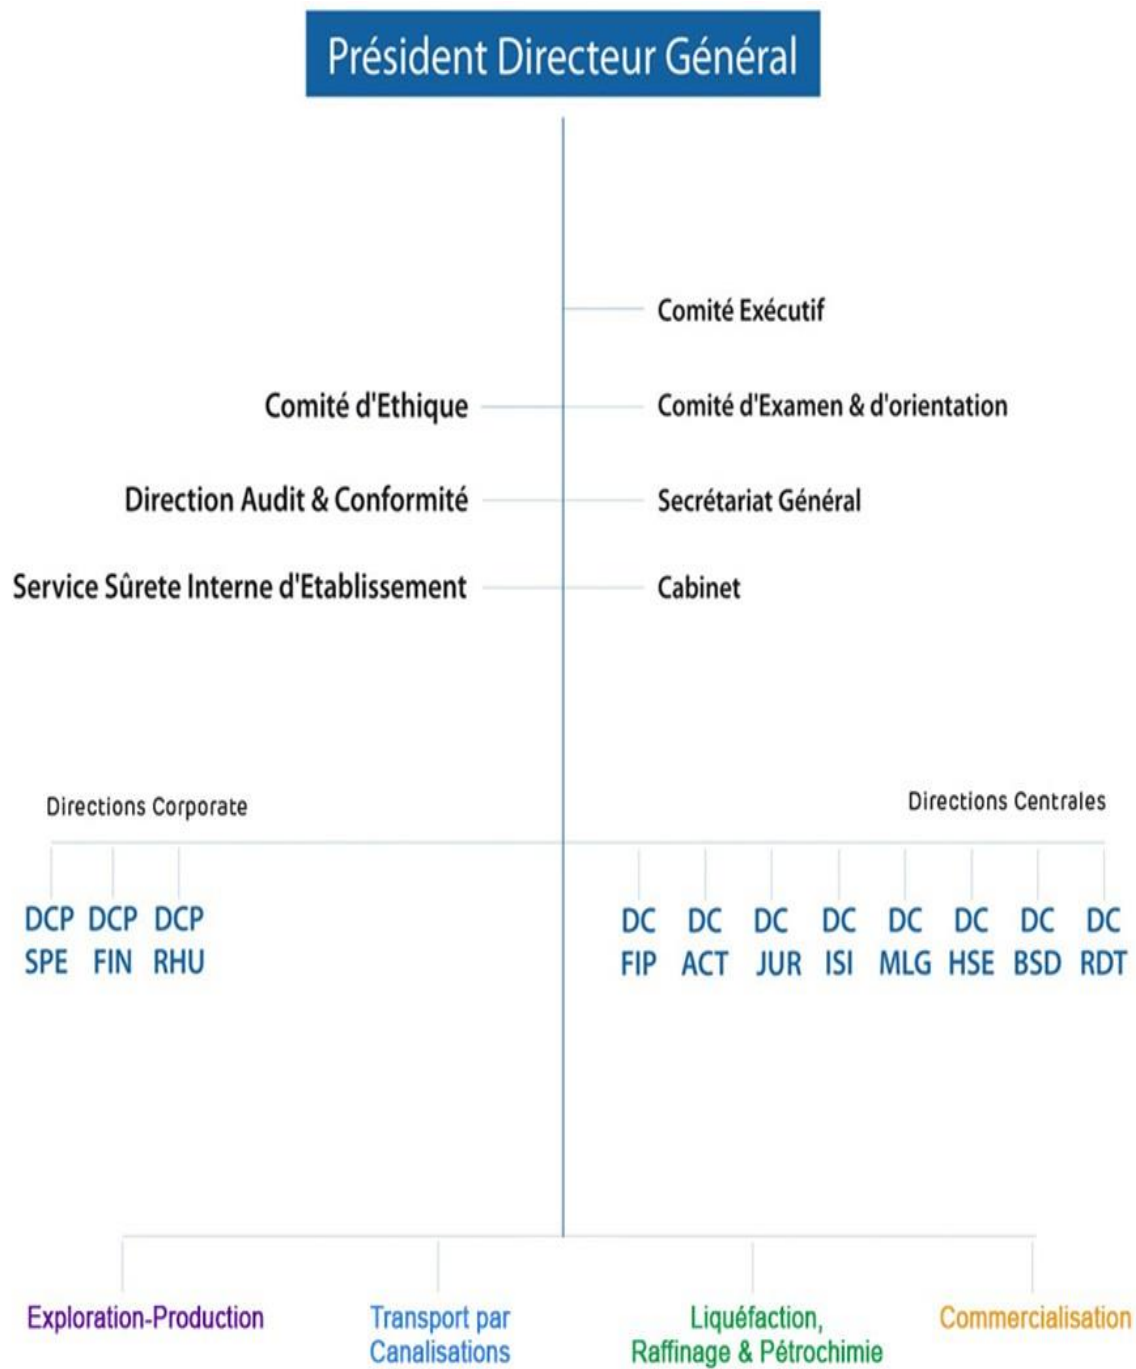 Président Directeur Général
Comité Exécutif
Comité d'Ethique
Comité d'Examen & d'orientation
Direction Audit & Conformité
Secrétariat Général
Service Sûrete Interne d'Etablissement
Cabinet
Directions Corporate
Directions Centrales
DCP DCP DCP
SPE FIN RHU
DC DC DC DC DC DC DC DC
FIP ACT JUR ISI MLG HSE BSD RDT
Exploration-Production
Transport par
Canalisations
Liquéfaction,
Raffinage & Pétrochimie
Commercialisation